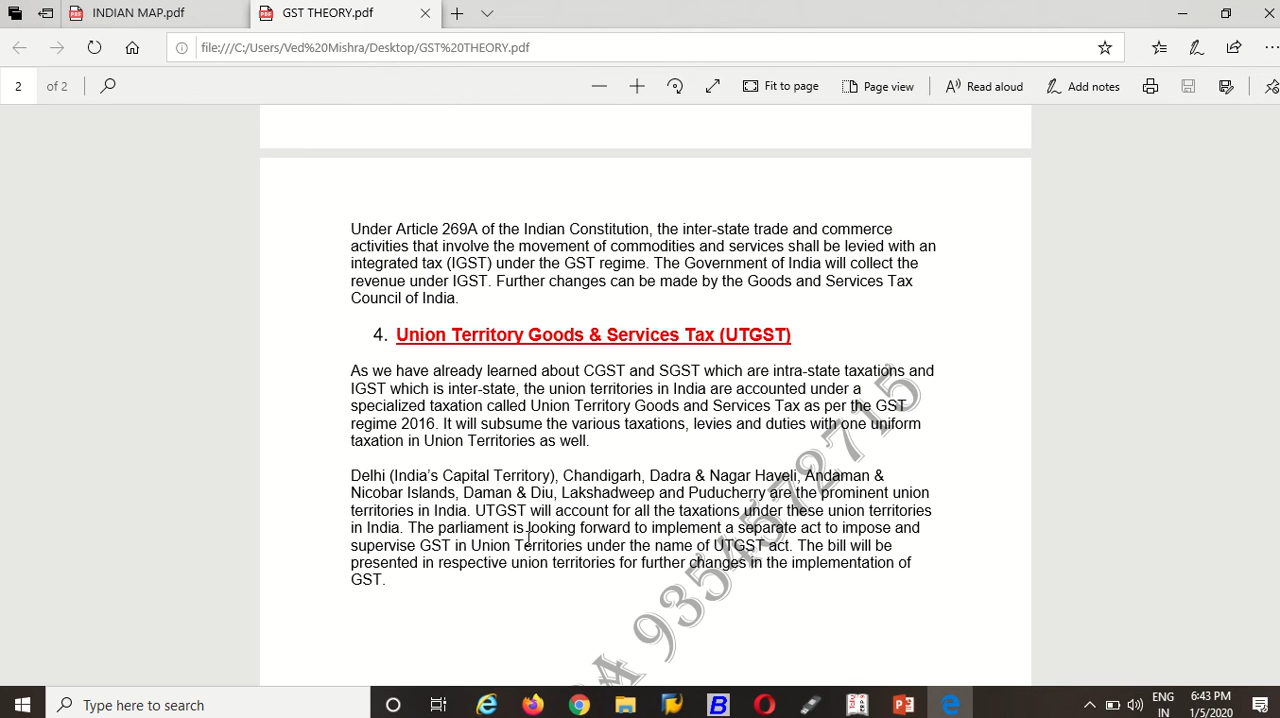 INDIAN MAP.pdf
GST THEORY.pdf
file:///C:/Users/Ved%20Mishra/Desktop/GST%20THEORY.pdf
2 of 2
Fit to page
Page view
Read aloud
Add notes
Under Article 269A of the Indian Constitution, the inter-state trade and commerce
activities that involve the movement of commodities and services shall be levied with an
integrated tax (IGST) under the GST regime. The Government of India will collect the
revenue under IGST. Further changes can be made by the Goods and Services Tax
Council of India.
4. Union Territory Goods & Services Tax (UTGST)
As we have already learned about CGST and SGST which are intra-state taxations and
IGST which is inter-state, the union territories in India are accounted under a
specialized taxation called Union Territory Goods and Services Tax as per the GST
regime 2016. It will subsume the various taxations, levies and duties with one uniform
taxation in Union Territories as well.
Delhi (India's Capital Territory), Chandigarh, Dadra & Nagar Haveli, Andaman &
Nicobar Islands, Daman & Diu, Lakshadweep and Puducherry are the prominent union
territories in India. UTGST will account for all the taxations under these union territories
in India. The parliament is looking forward to implement a separate act to impose and
supervise GST in Union Territories under the name of UTGST act. The bill will be
presented in respective union territories for further changes in the implementation of
GST.
9354572715
Type here to search
ENG
IN
6:43 PM
1/5/2020